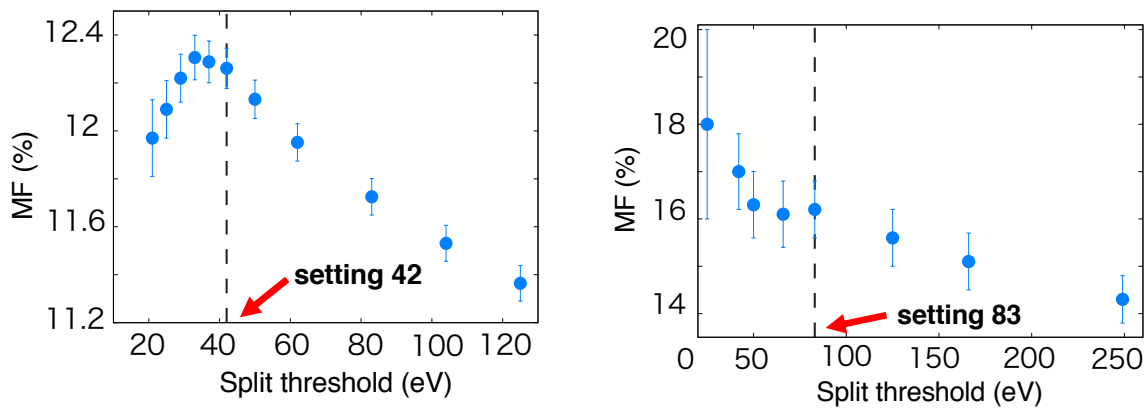 12.4
12
11.6
11.2
MF (%)
setting 42
20 40 60 80 100 120
Split threshold (eV)
20
18
16
14
MF (%)
setting 83
0 50 100 150 200 250
Split threshold (eV)